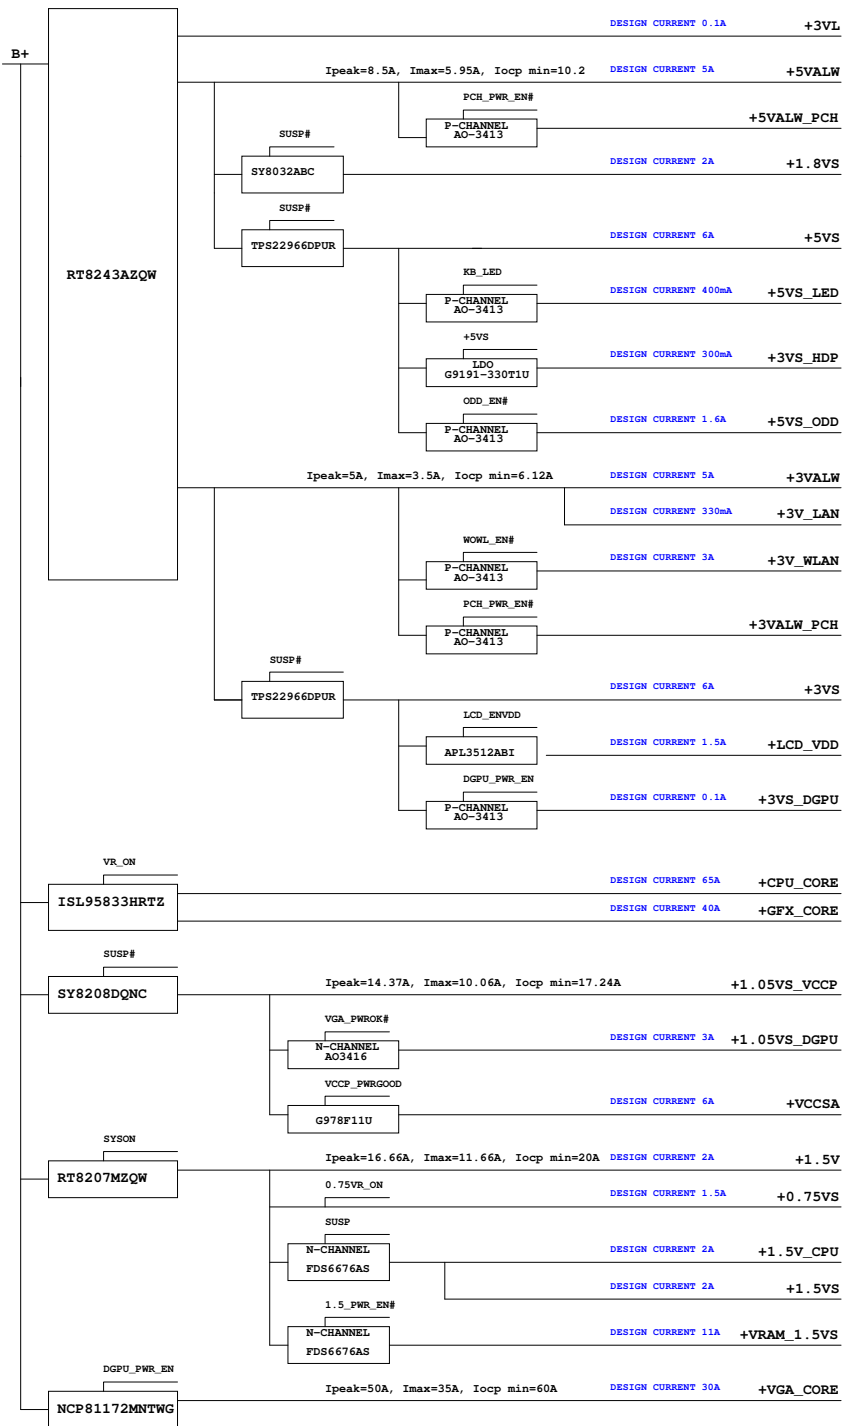 DESIGN CURRENT 0.1A +3VL
B+
Ipeak=8.5A, Imax=5.95A, Iocp min=10.2 DESIGN CURRENT 5A +5VALW
PCH_PWR_EN#
P-CHANNEL
AO-3413
+5VALW_PCH
SUSP#
SY8032ABC
DESIGN CURRENT 2A +1.8VS
SUSP#
TPS22966DPUR
DESIGN CURRENT 6A +5VS
RT8243AZQW
KB_LED
P-CHANNEL
AO-3413
DESIGN CURRENT 400mA +5VS_LED
+5VS
LDO
G9191-330T1U
DESIGN CURRENT 300mA +3VS_HDP
ODD_EN#
P-CHANNEL
AO-3413
DESIGN CURRENT 1.6A +5VS_ODD
Ipeak=5A, Imax=3.5A, Iocp min=6.12A DESIGN CURRENT 5A +3VALW
DESIGN CURRENT 330mA +3V_LAN
WOWL_EN#
P-CHANNEL
AO-3413
DESIGN CURRENT 3A +3V_WLAN
PCH_PWR_EN#
P-CHANNEL
AO-3413
+3VALW_PCH
SUSP#
TPS22966DPUR
DESIGN CURRENT 6A +3VS
LCD_ENVDD
APL3512ABI
DESIGN CURRENT 1.5A +LCD_VDD
DGPU_PWR_EN
P-CHANNEL
AO-3413
DESIGN CURRENT 0.1A +3VS_DGPU
VR_ON
ISL95833HRTZ
DESIGN CURRENT 65A +CPU_CORE
DESIGN CURRENT 40A +GFX_CORE
SUSP#
SY8208DQNC
Ipeak=14.37A, Imax=10.06A, Iocp min=17.24A +1.05VS_VCCP
VGA_PWROK#
N-CHANNEL
AO3416
DESIGN CURRENT 3A +1.05VS_DGPU
VCCP_PWRGOOD
G978F11U
DESIGN CURRENT 6A +VCCSA
SYSON
RT8207MZQW
Ipeak=16.66A, Imax=11.66A, Iocp min=20A DESIGN CURRENT 2A +1.5V
0.75VR_ON
DESIGN CURRENT 1.5A +0.75VS
SUSP
N-CHANNEL
FDS6676AS
DESIGN CURRENT 2A +1.5V_CPU
DESIGN CURRENT 2A +1.5VS
1.5_PWR_EN#
N-CHANNEL
FDS6676AS
DESIGN CURRENT 11A +VRAM_1.5VS
DGPU_PWR_EN
NCP81172MNTWG
Ipeak=50A, Imax=35A, Iocp min=60A DESIGN CURRENT 30A +VGA_CORE